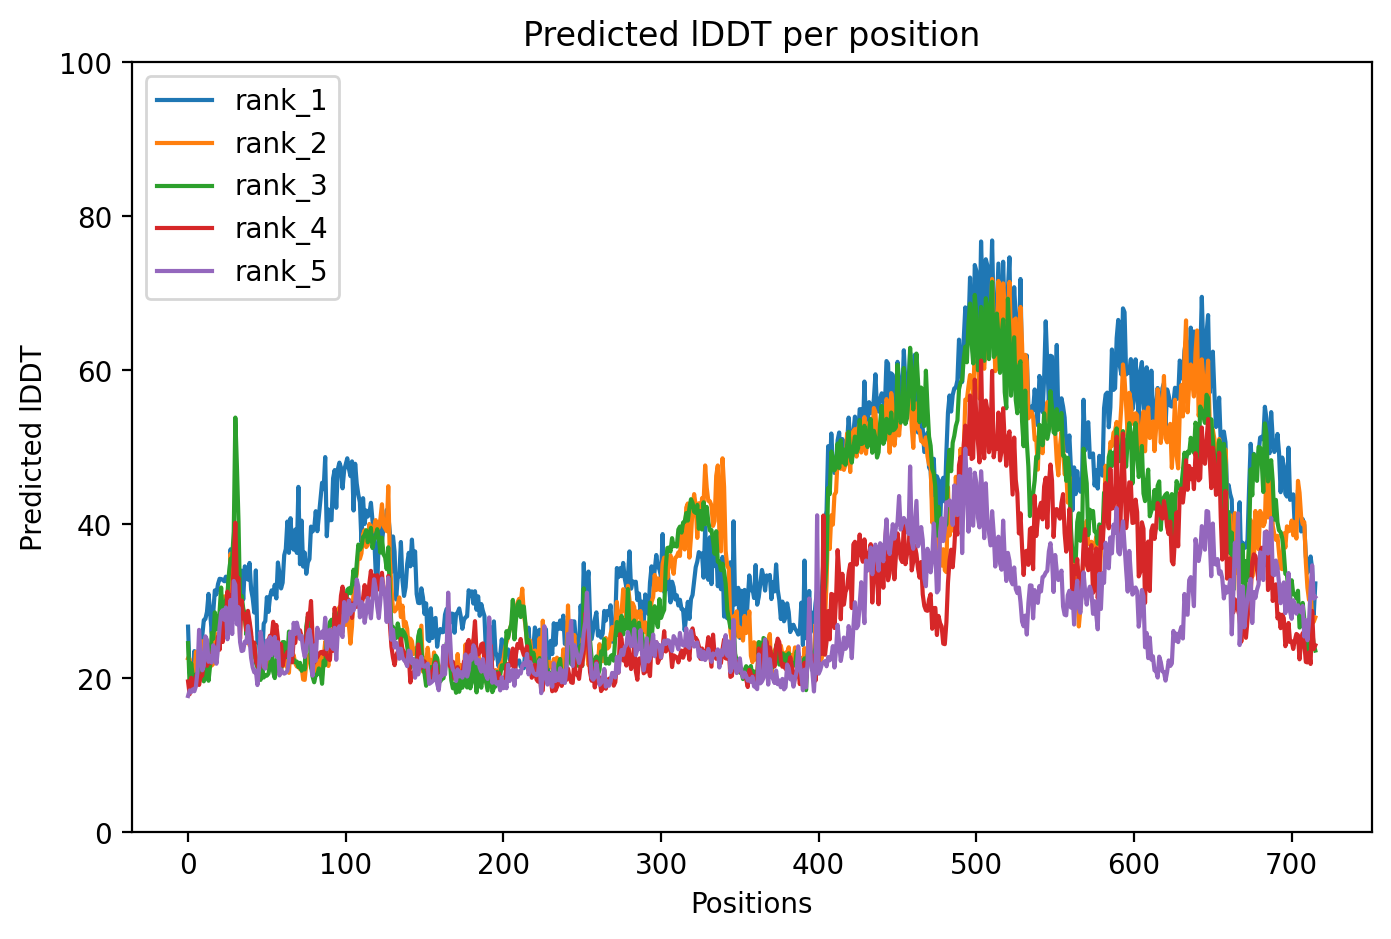 Predicted lDDT per position
100
80
60
40
20
0
Predicted lDDT
rank_1
rank_2
rank_3
rank_4
rank_5
0 100 200 300 400 500 600 700
Positions